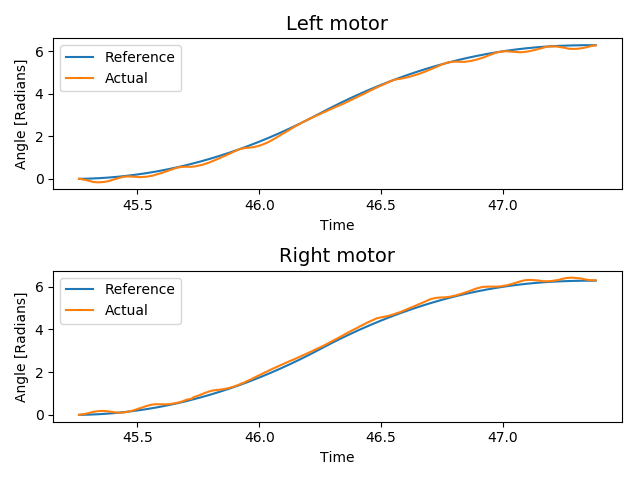 Left motor
Reference
Actual
Angle [Radians]
6
4
2
0
45.5 46.0 46.5 47.0
Time
Right motor
Reference
Actual
Angle [Radians]
6
4
2
0
45.5 46.0 46.5 47.0
Time